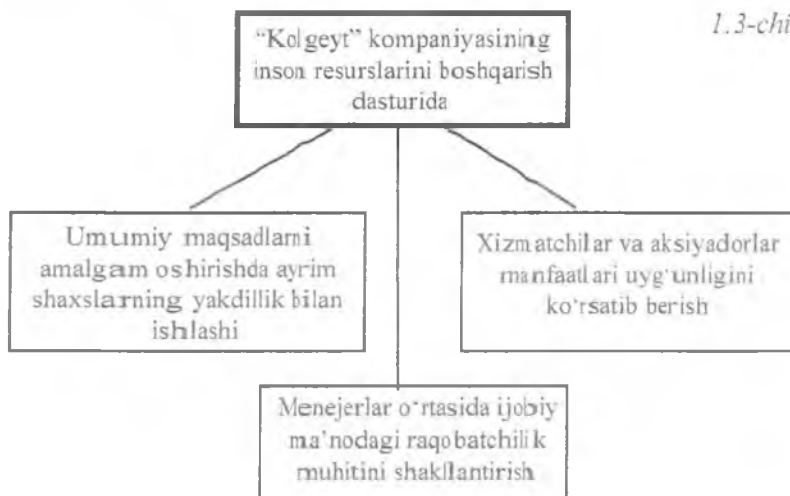 1.3-chi
“Kolgeyt” kompaniyasining
inson resurslarini boshqarish
dasturida
Umumiy maqsadlarni
amalgam oshirishda ayrim
shaxslarning yakdillik bilan
ishlashi
Xizmatchilar va aksiyadorlar
manfaatlari uyg‘unligini
ko‘rsatib berish
Menejerlar o‘rtasida ijobiy
ma’nodagi raqobatchilik
muhitini shakllantirish